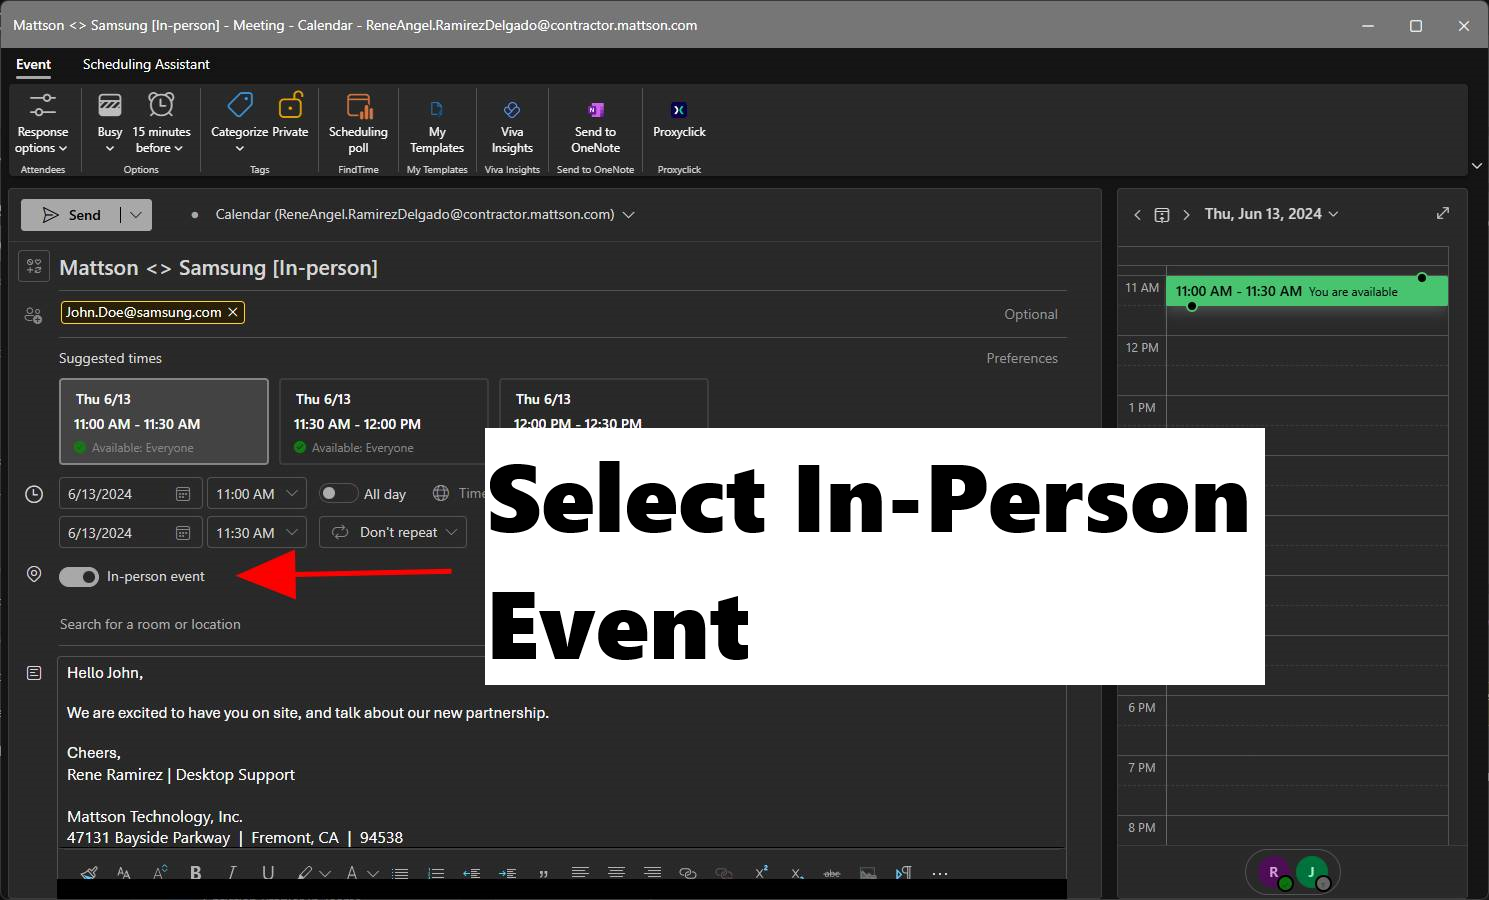 Mattson <> Samsung [In-person] - Meeting - Calendar - ReneAngel.RamirezDelgado@contractor.mattson.com
Event Scheduling Assistant
Response options
Busy
15 minutes before
Categorize
Private
Scheduling poll
My Templates
Viva Insights
Send to OneNote
Proxyclick
Attendees Options Tags FindTime My Templates Viva Insights Send to OneNote Proxyclick
Send
Calendar (ReneAngel.RamirezDelgado@contractor.mattson.com)
Mattson <> Samsung [In-person]
John.Doe@samsung.com
Optional
Suggested times
Preferences
Thu 6/13
11:00 AM - 11:30 AM
Available: Everyone
Thu 6/13
11:30 AM - 12:00 PM
Available: Everyone
Thu 6/13
12:00 PM - 12:30 PM
6/13/2024 11:00 AM All day Time
6/13/2024 11:30 AM Don't repeat
In-person event
Search for a room or location
Select In-Person
Event
Hello John,
We are excited to have you on site, and talk about our new partnership.
Cheers,
Rene Ramirez | Desktop Support
Mattson Technology, Inc.
47131 Bayside Parkway | Fremont, CA | 94538
Thu, Jun 13, 2024
11 AM
11:00 AM - 11:30 AM You are available
12 PM
1 PM
6 PM
7 PM
8 PM
R J